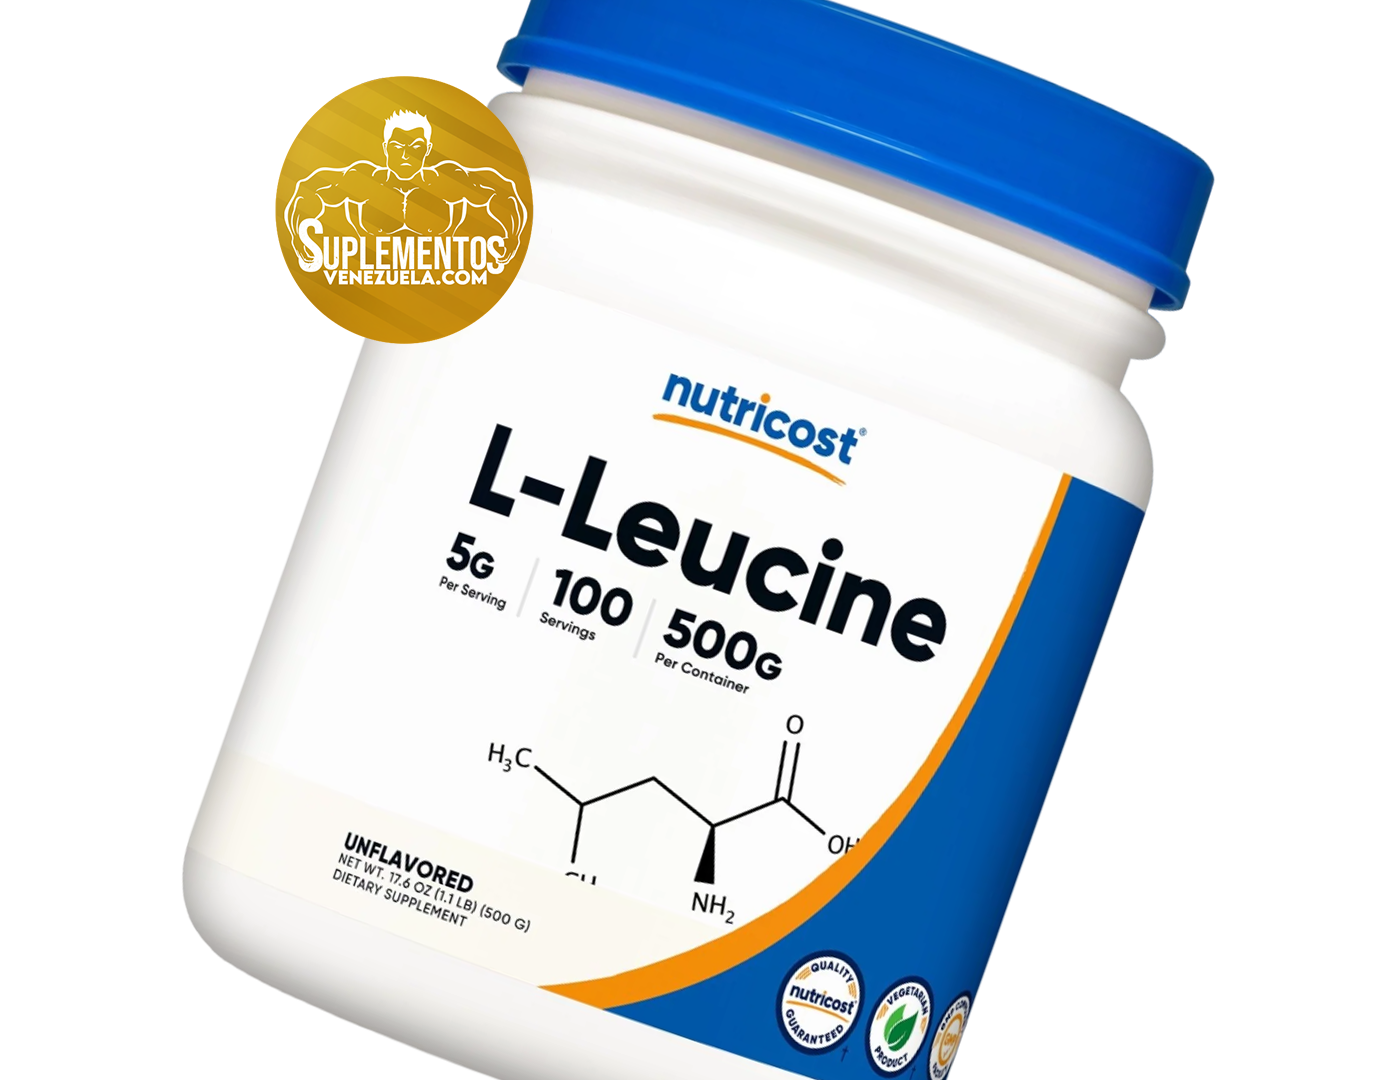 SUPLEMENTOS
VENEZUELA.COM
nutricost®
L-Leucine
5G
Per Serving
100
Servings
500G
Per Container
O
H3C
OH
NH2
UNFLAVORED
NET WT. 17.6 OZ (1.1 LB) (500 G)
DIETARY SUPPLEMENT
QUALITY
nutricost
GUARANTEED
VEGETARIAN
PRODUCT